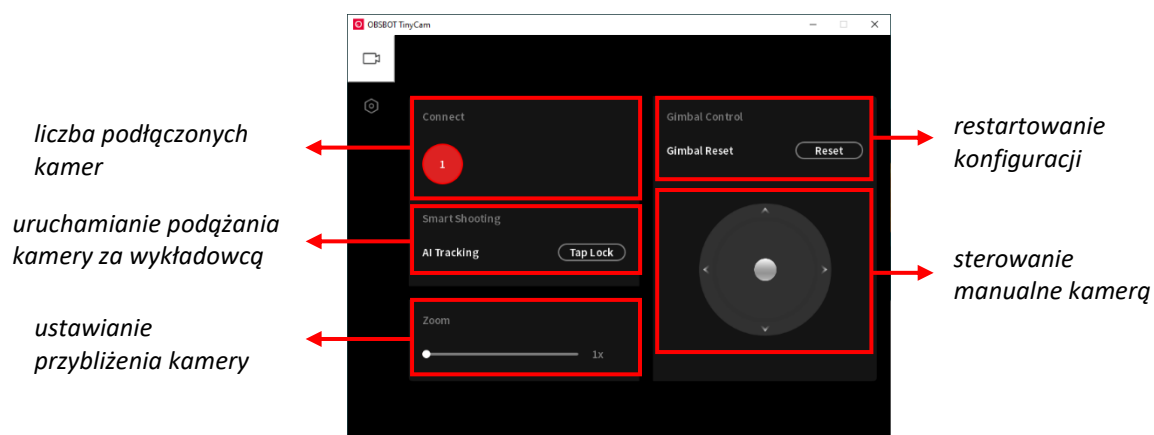 OBSBOT TinyCam
liczba podłączonych
kamer
uruchamianie podążania
kamery za wykładowcą
ustawianie
przybliżenia kamery
Connect
1
Smart Shooting
AI Tracking
Tap Lock
Zoom
1x
Gimbal Control
Gimbal Reset
Reset
restartowanie
konfiguracji
sterowanie
manualne kamerą